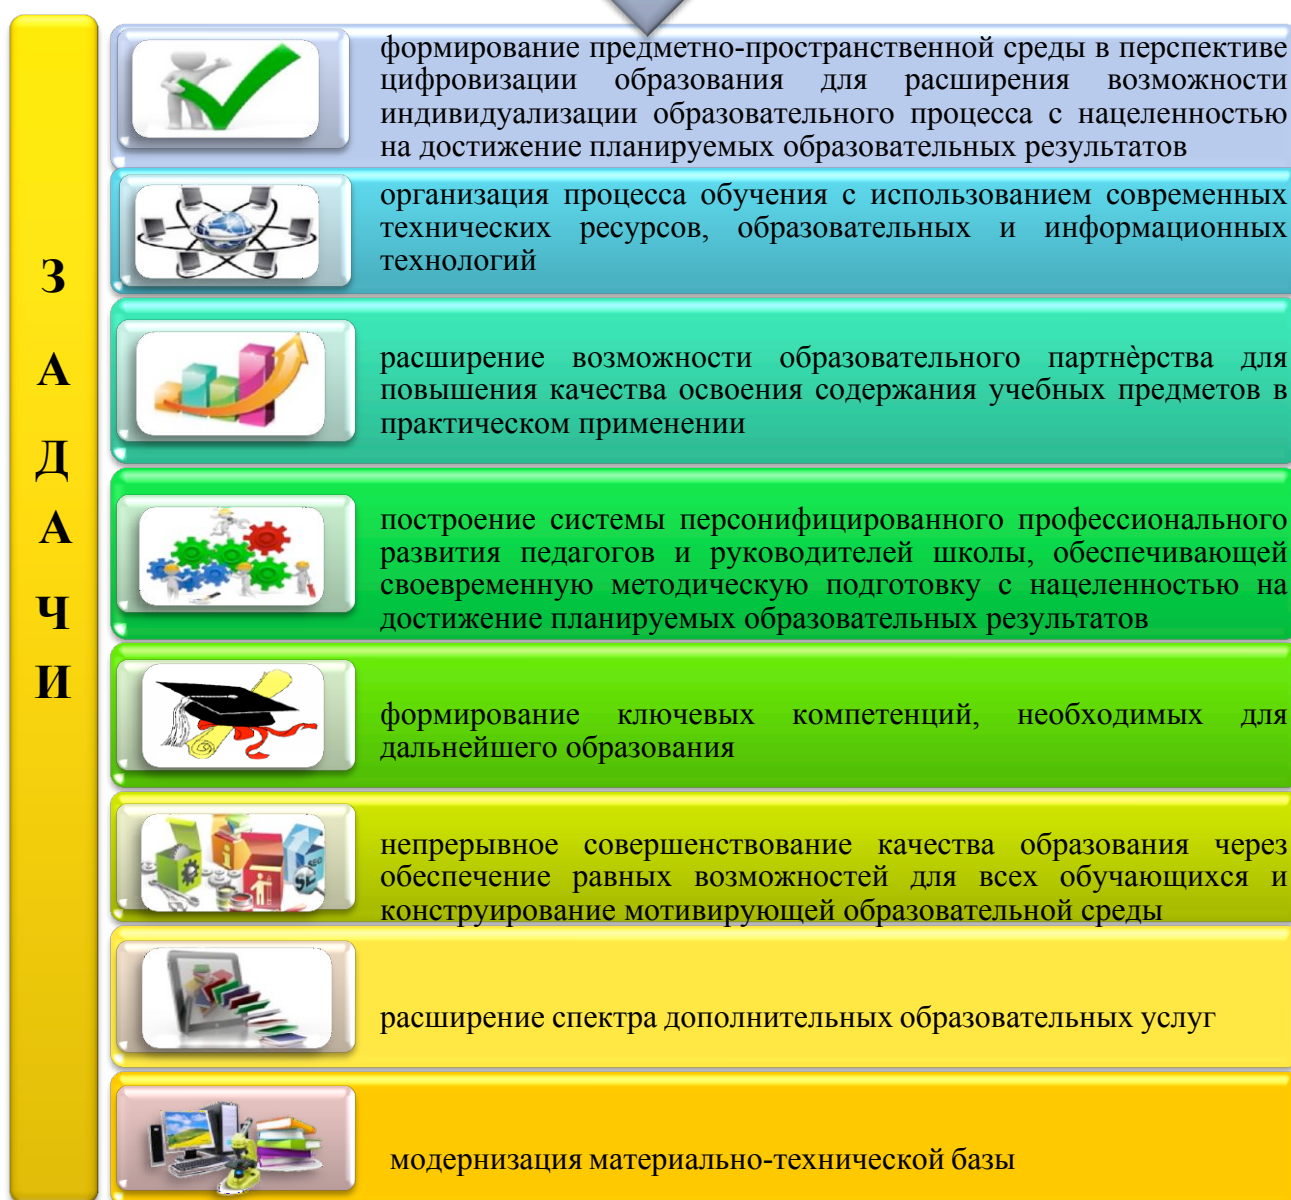 ЗАДАЧИ
формирование предметно-пространственной среды в перспективе
цифровизации образования для расширения возможности
индивидуализации образовательного процесса с нацеленностью
на достижение планируемых образовательных результатов
организация процесса обучения с использованием современных
технических ресурсов, образовательных и информационных
технологий
расширение возможности образовательного партнѐрства для
повышения качества освоения содержания учебных предметов в
практическом применении
построение системы персонифицированного профессионального
развития педагогов и руководителей школы, обеспечивающей
своевременную методическую подготовку с нацеленностью на
достижение планируемых образовательных результатов
формирование ключевых компетенций, необходимых для
дальнейшего образования
непрерывное совершенствование качества образования через
обеспечение равных возможностей для всех обучающихся и
конструирование мотивирующей образовательной среды
SEO
расширение спектра дополнительных образовательных услуг
модернизация материально-технической базы